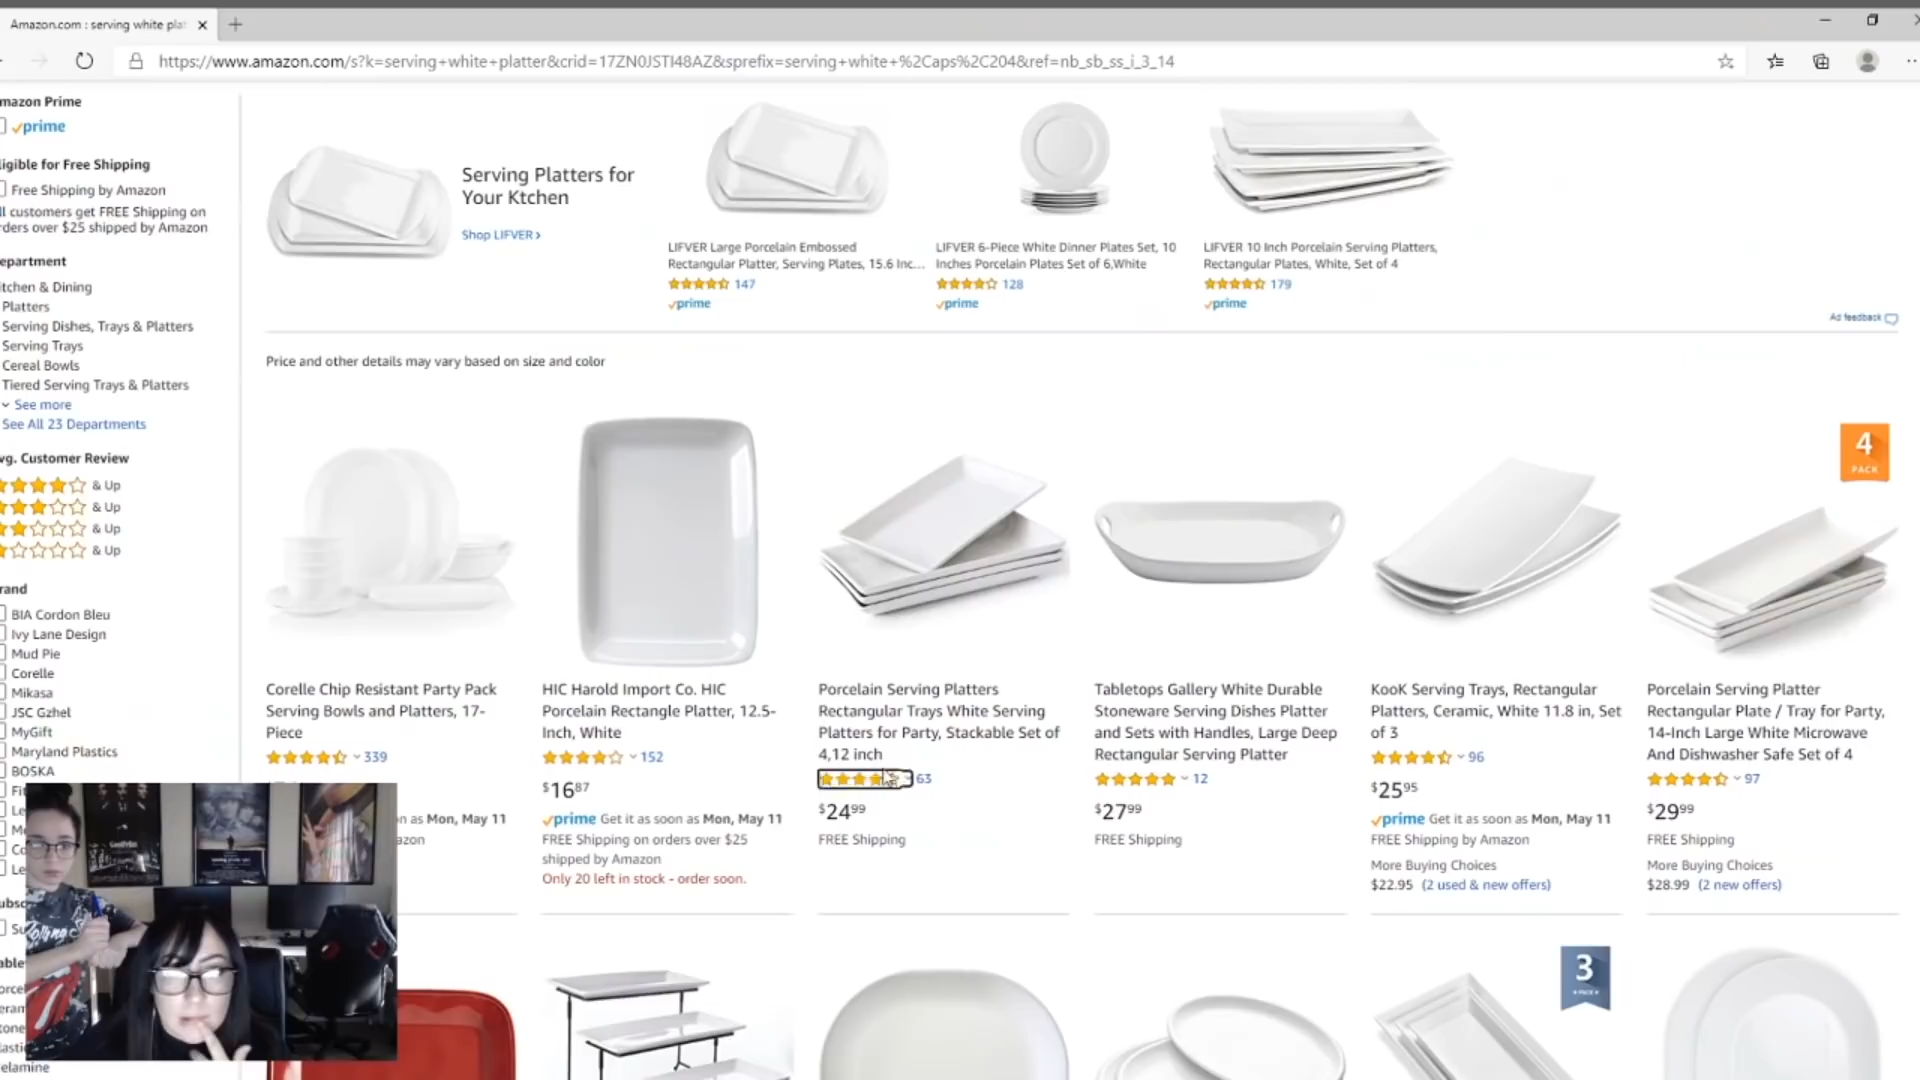 Amazon.com : serving white pla
https://www.amazon.com/s?k=serving+white+platter&crid=17ZN0JSTI48AZ&sprefix=serving+white+%2Caps%2C204&ref=nb_sb_ss_i_3_14
mazon Prime
prime
ligible for Free Shipping
Free Shipping by Amazon
ll customers get FREE Shipping on
rders over $25 shipped by Amazon
epartment
itchen & Dining
Platters
Serving Dishes, Trays & Platters
Serving Trays
Cereal Bowls
Tiered Serving Trays & Platters
See more
See All 23 Departments
vg. Customer Review
& Up
& Up
& Up
& Up
rand
BIA Cordon Bleu
Ivy Lane Design
Mud Pie
Corelle
Mikasa
JSC Gzhel
MyGift
Maryland Plastics
BOSKA
Serving Platters for
Your Ktchen
Shop LIFVER ›
LIFVER Large Porcelain Embossed
Rectangular Platter, Serving Plates, 15.6 Inc...
147
prime
LIFVER 6-Piece White Dinner Plates Set, 10
Inches Porcelain Plates Set of 6,White
128
prime
LIFVER 10 Inch Porcelain Serving Platters,
Rectangular Plates, White, Set of 4
179
prime
Ad feedback
Price and other details may vary based on size and color
Corelle Chip Resistant Party Pack
Serving Bowls and Platters, 17-
Piece
339
n as Mon, May 11
azon
HIC Harold Import Co. HIC
Porcelain Rectangle Platter, 12.5-
Inch, White
152
$1687
prime Get it as soon as Mon, May 11
FREE Shipping on orders over $25
shipped by Amazon
Only 20 left in stock - order soon.
Porcelain Serving Platters
Rectangular Trays White Serving
Platters for Party, Stackable Set of
4,12 inch
63
$2499
FREE Shipping
Tabletops Gallery White Durable
Stoneware Serving Dishes Platter
and Sets with Handles, Large Deep
Rectangular Serving Platter
12
$2799
FREE Shipping
KooK Serving Trays, Rectangular
Platters, Ceramic, White 11.8 in, Set
of 3
96
$2595
prime Get it as soon as Mon, May 11
FREE Shipping by Amazon
More Buying Choices
$22.95 (2 used & new offers)
4
PACK
Porcelain Serving Platter
Rectangular Plate / Tray for Party,
14-Inch Large White Microwave
And Dishwasher Safe Set of 4
97
$2999
FREE Shipping
More Buying Choices
$28.99 (2 new offers)
3